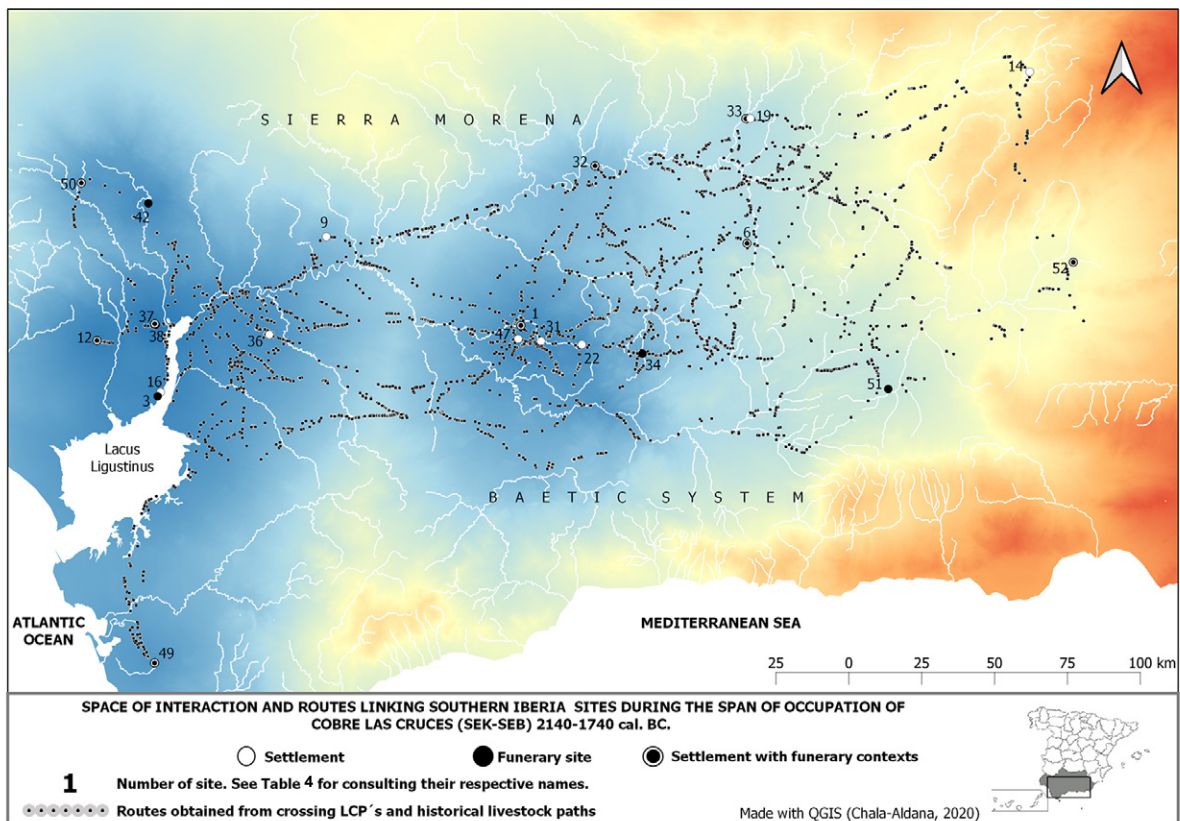 14
33 19
SIERRA MORENA
32
50
42
9
6
52
37
1
12
38
47 31
36
22
34
51
16
3
Lacus
Ligustinus
BAETIC SYSTEM
ATLANTIC
OCEAN
MEDITERRANEAN SEA
49
25 0 25 50 75 100 km
SPACE OF INTERACTION AND ROUTES LINKING SOUTHERN IBERIA SITES DURING THE SPAN OF OCCUPATION OF
COBRE LAS CRUCES (SEK-SEB) 2140-1740 cal. BC.
Settlement Funerary site Settlement with funerary contexts
1 Number of site. See Table 4 for consulting their respective names.
Routes obtained from crossing LCP´s and historical livestock paths
Made with QGIS (Chala-Aldana, 2020)